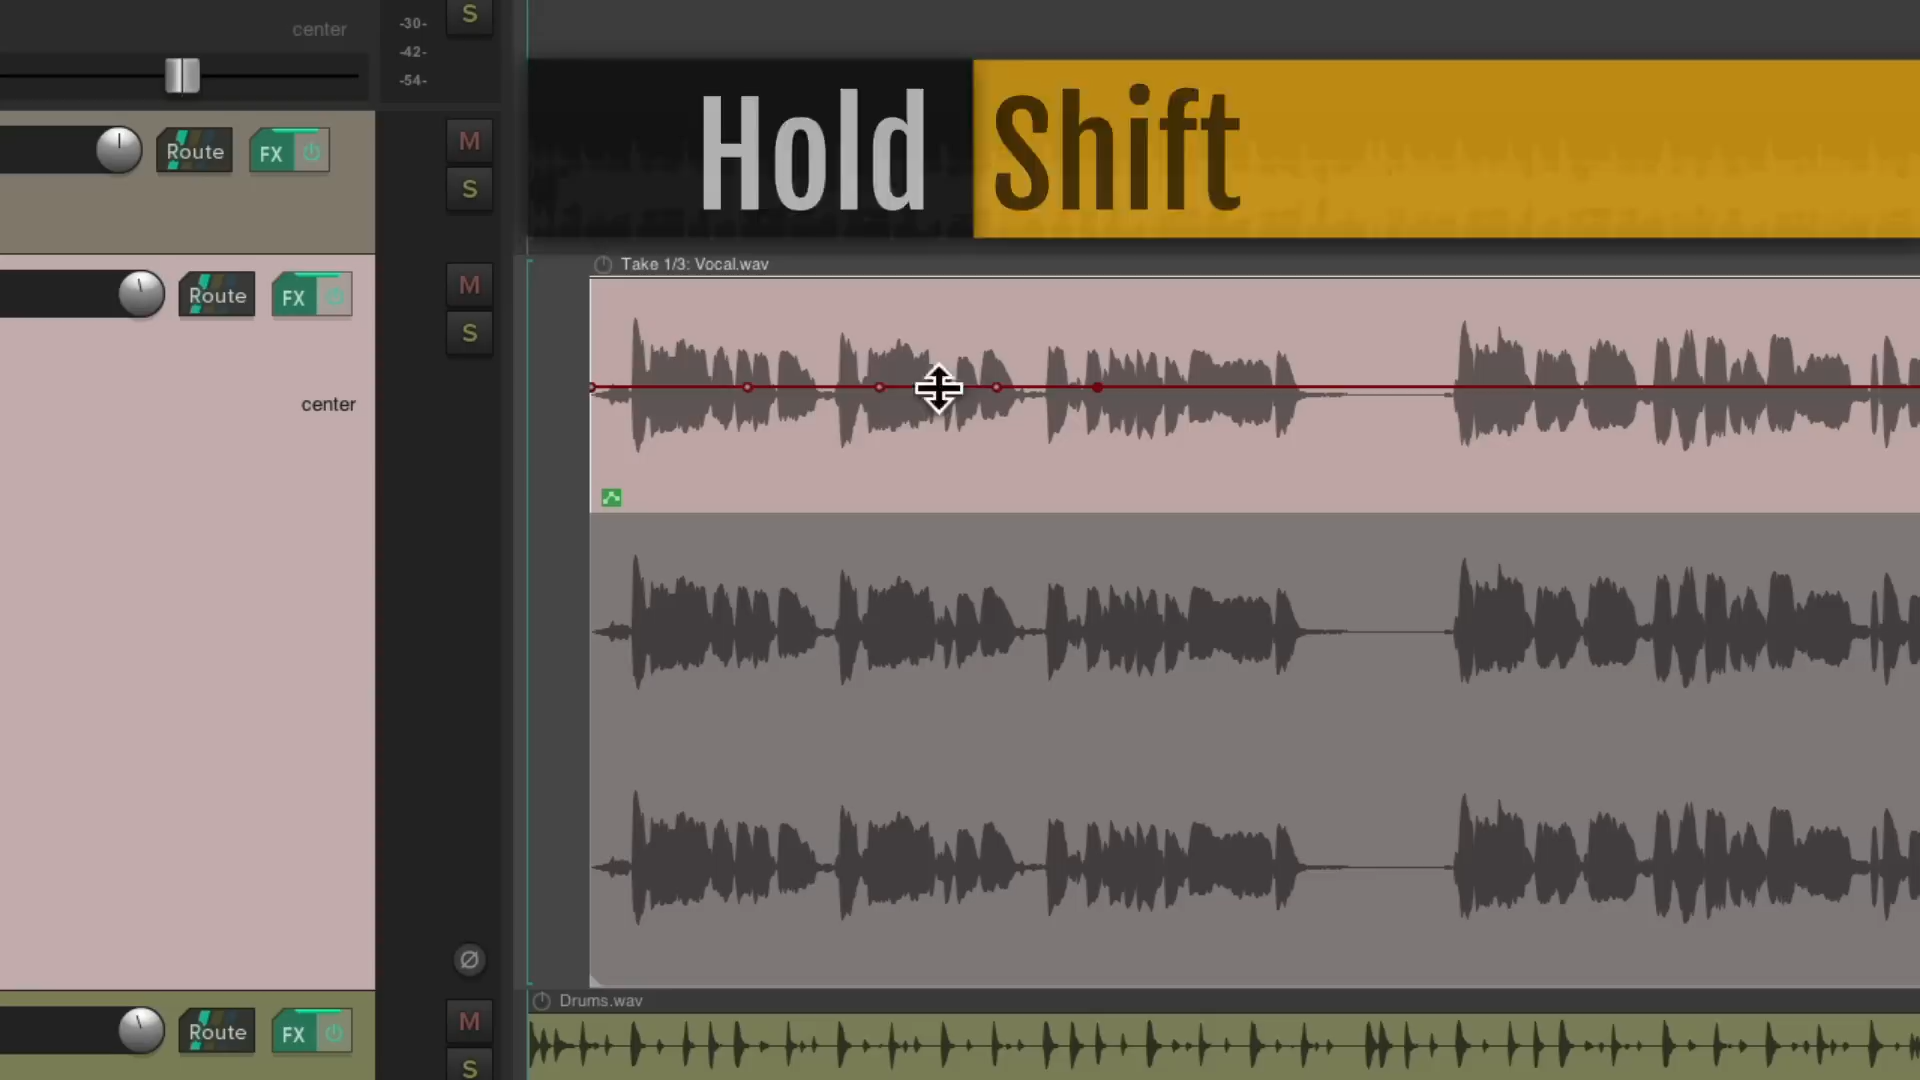 center
-30-
-42-
-54-
S
Hold Shift
Route
FX
M
S
Take 1/3: Vocal.wav
Route
FX
M
S
center
Drums.wav
Route
FX
M
S